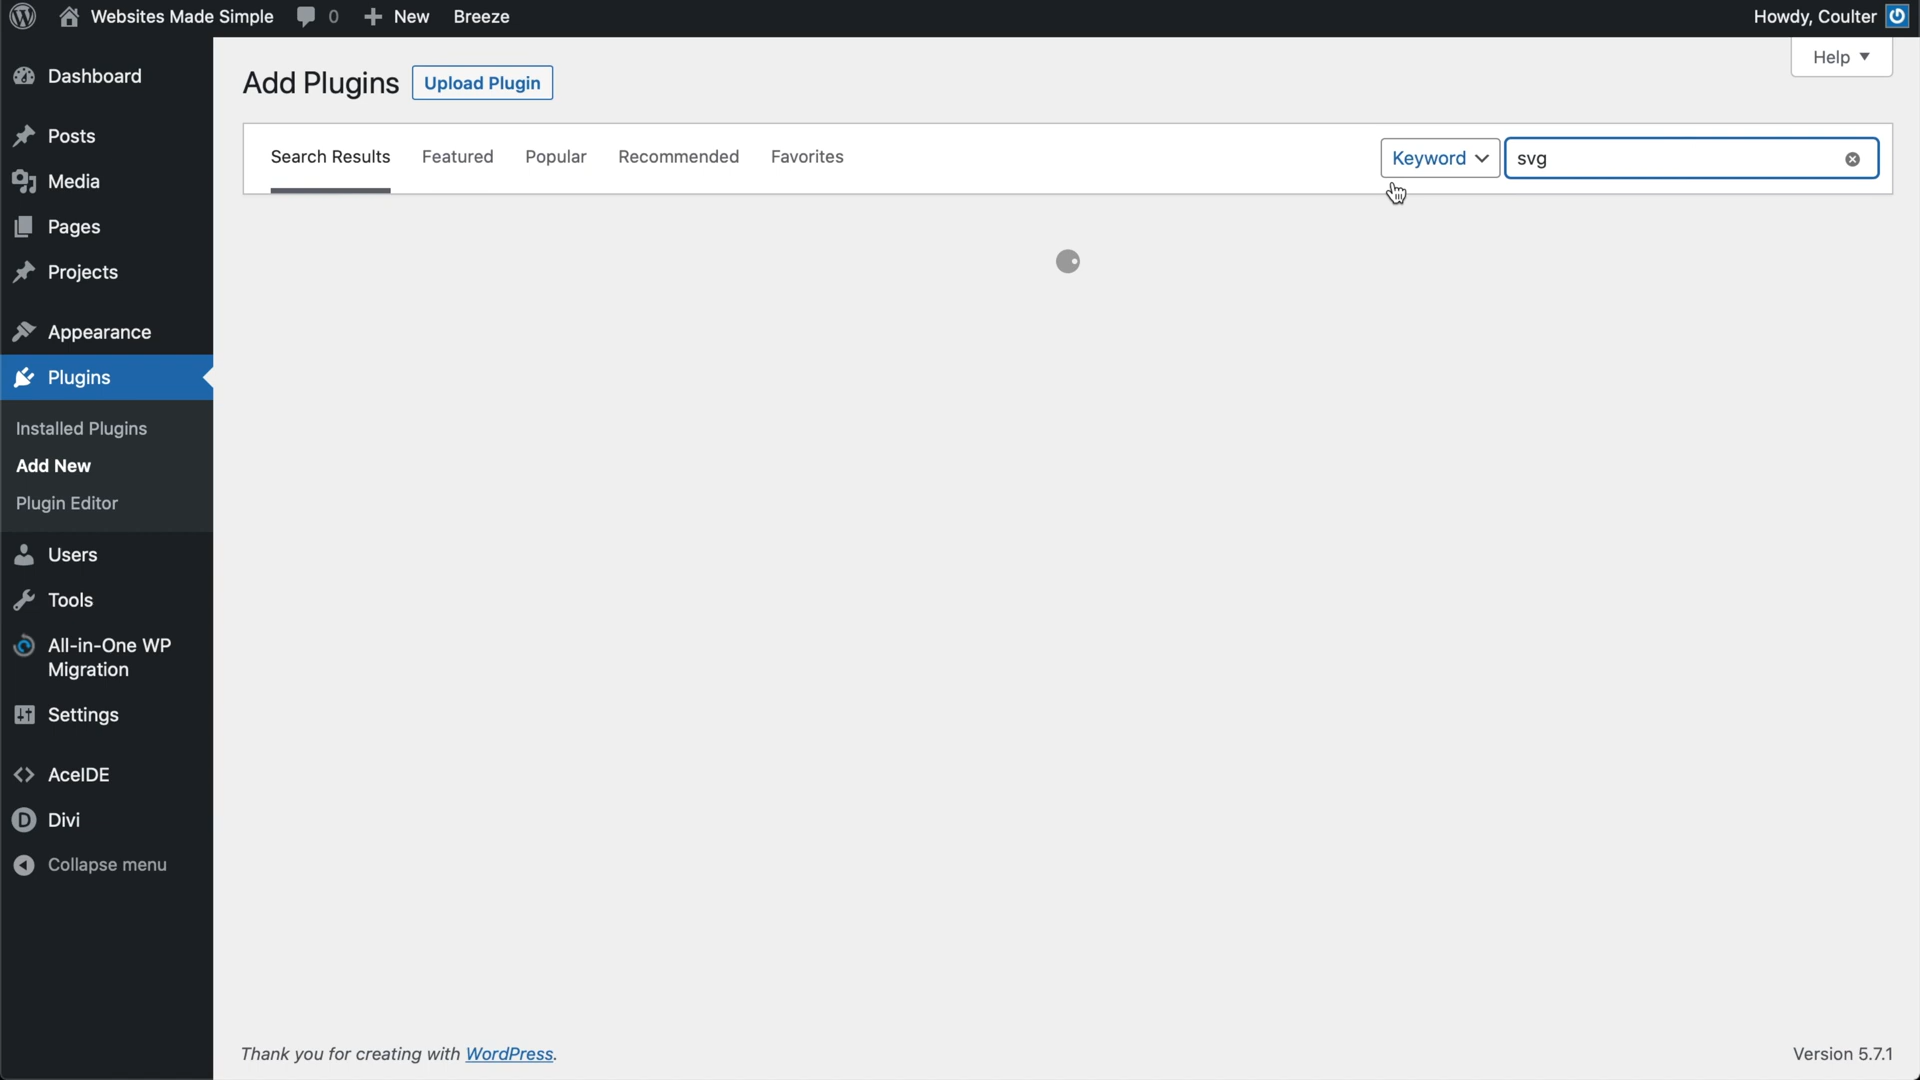 Websites Made Simple 0 New Breeze Howdy, Coulter
Help
Dashboard
Posts
Media
Pages
Projects
Appearance
Plugins
Installed Plugins
Add New
Plugin Editor
Users
Tools
All-in-One WP
Migration
Settings
AceIDE
Divi
Collapse menu
Add Plugins Upload Plugin
Search Results Featured Popular Recommended Favorites Keyword svg
Thank you for creating with WordPress. Version 5.7.1